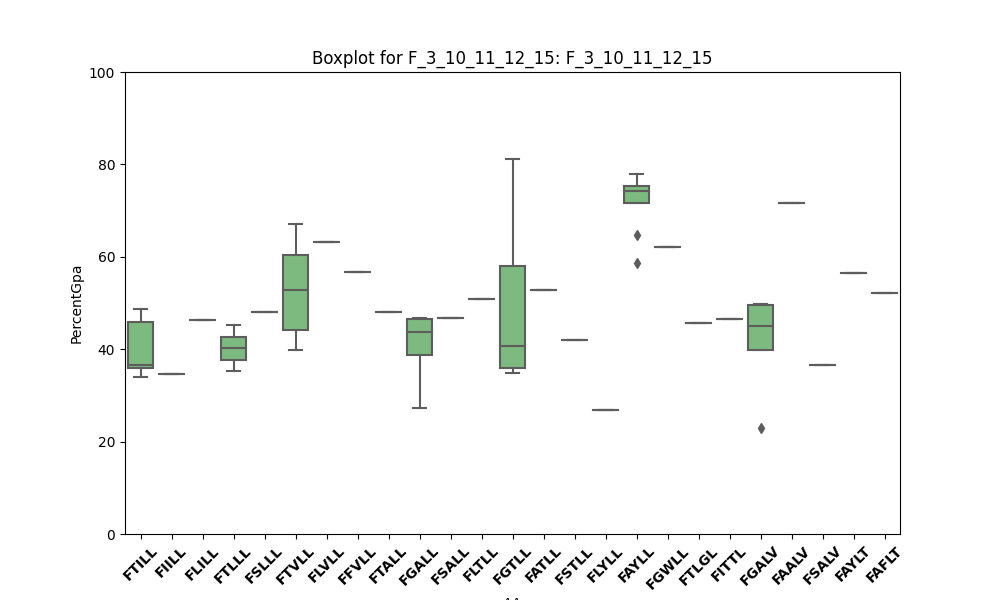 Boxplot for F_3_10_11_12_15: F_3_10_11_12_15
PercentGpa
100
80
60
40
20
0
FTILL FIILL FLILL FTLLL FSLLL FTVLL FLVLL FFVLL FTALL FGALL FSALL FLTLL FGTLL FATLL FSTLL FLYLL FAYLL FGWLL FTLGL FITTL FGALV FAALV FSALV FAYLT FAFLT